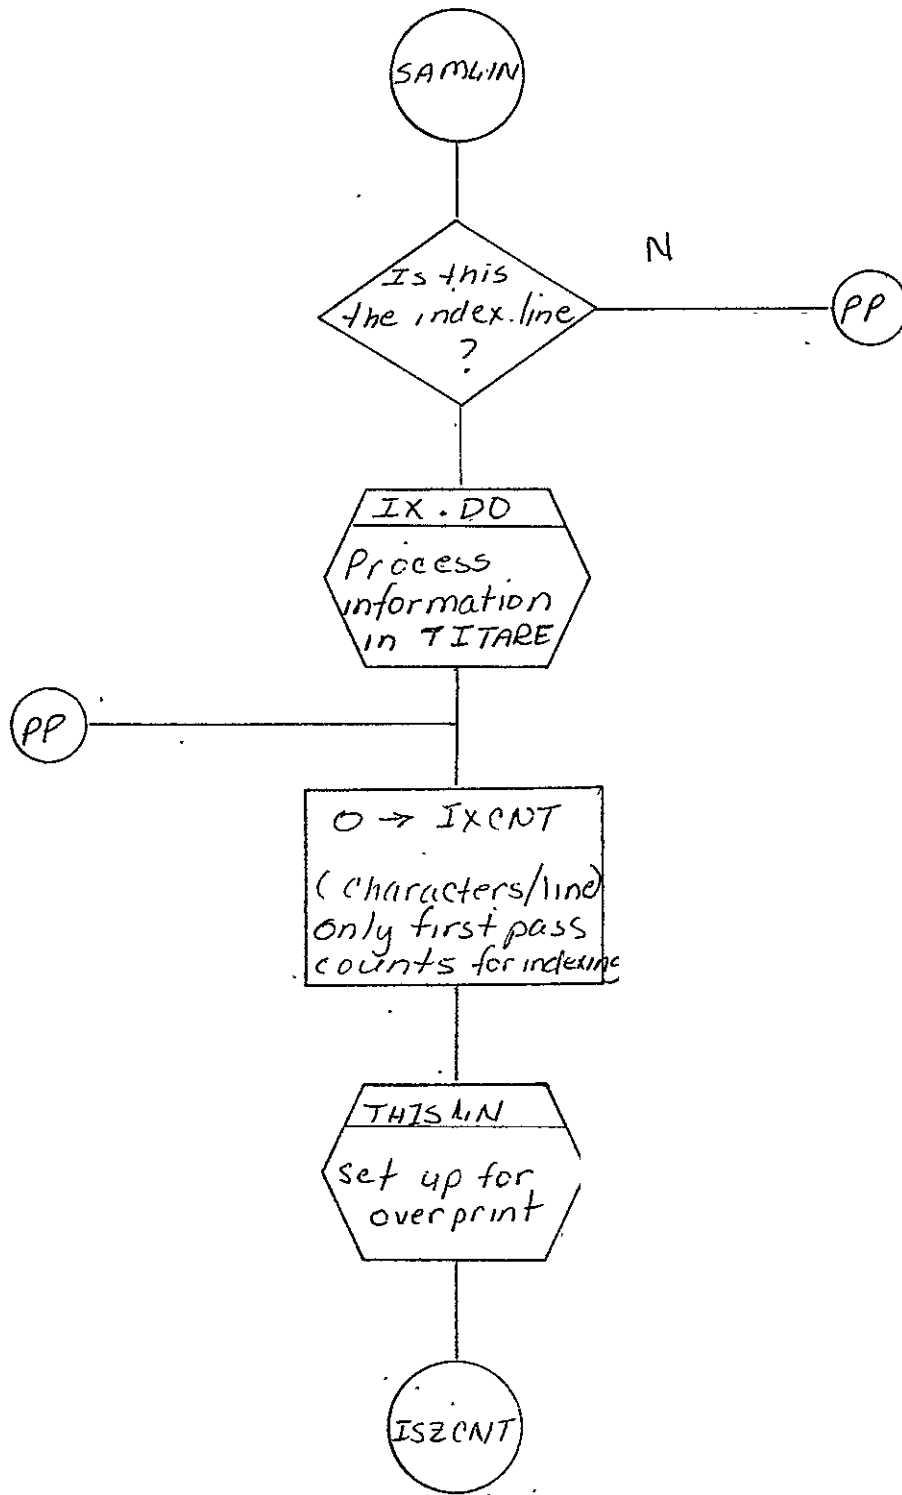 SAMLIN
Is this
the index line
?
N
PP
IX.DO
Process
information
in TITARE
PP
0 → IXCNT
(characters/line)
only first pass
counts for indexing
THISLIN
set up for
overprint
ISZCNT